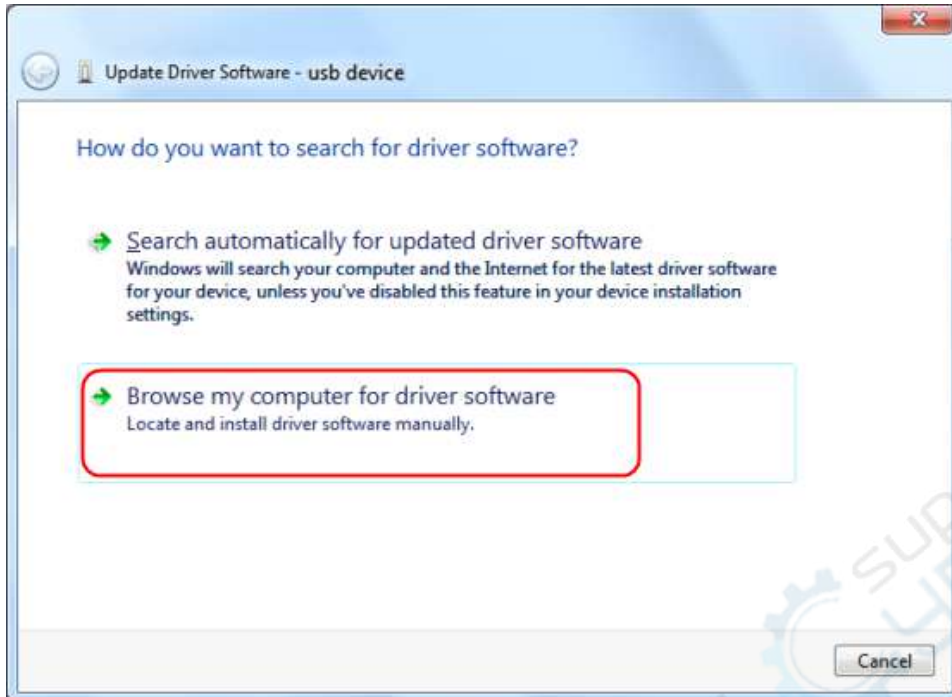 Update Driver Software - usb device
How do you want to search for driver software?
Search automatically for updated driver software
Windows will search your computer and the Internet for the latest driver software
for your device, unless you've disabled this feature in your device installation
settings.
Browse my computer for driver software
Locate and install driver software manually.
Cancel